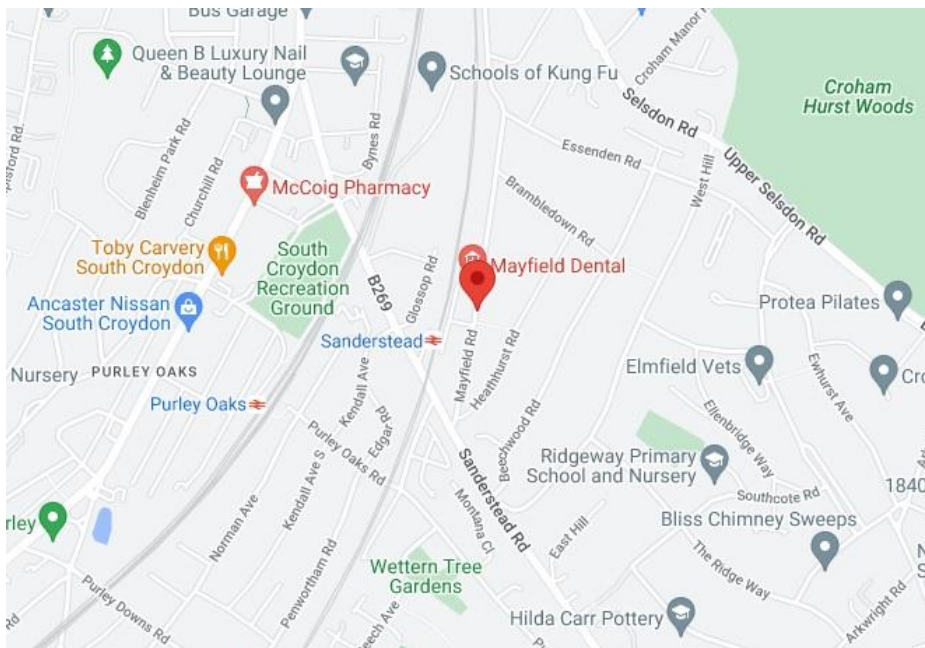 Bus Garage
Queen B Luxury Nail
& Beauty Lounge
Schools of Kung Fu
Croham Manor R
Croham
Hurst Woods
Selsdon Rd
Essenden Rd
Bynes Rd
Blenheim Park Rd
Churchill Rd
McCoig Pharmacy
West Hill
Upper Selsdon Rd
Brambledown Rd
Toby Carvery
South Croydon
South
Croydon
Recreation
Ground
Glossop Rd
Mayfield Dental
B269
Ancaster Nissan
South Croydon
Protea Pilates
Sanderstead
Mayfield Rd
Heathhurst Rd
Nursery
PURLEY OAKS
Elmfield Vets
Ewhurst Ave
Cro
Purley Oaks
Kendall Ave
Edgar Rd
Purley Oaks Rd
Beechwood Rd
Ellenbridge Way
Ridgeway Primary
School and Nursery
Kendall Ave S
Norman Ave
Sanderstead Rd
Southcote Rd
1840
rley
Montana Cl
East Hill
Bliss Chimney Sweeps
Penwortham Rd
Wettern Tree
Gardens
The Ridge Way
N
S
Purley Downs Rd
Rd
eech Ave
Hilda Carr Pottery
Arkwright Rd